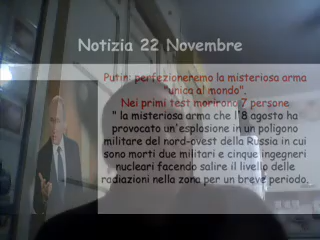 Notizia 22 Novembre
Putin: perfezioneremo la misteriosa arma
"unica al mondo".
Nei primi test morirono 7 persone
" la misteriosa arma che l'8 agosto ha
provocato un'esplosione in un poligono
militare del nord-ovest della Russia in cui
sono morti due militari e cinque ingegneri
nucleari facendo salire il livello delle
radiazioni nella zona per un breve periodo.